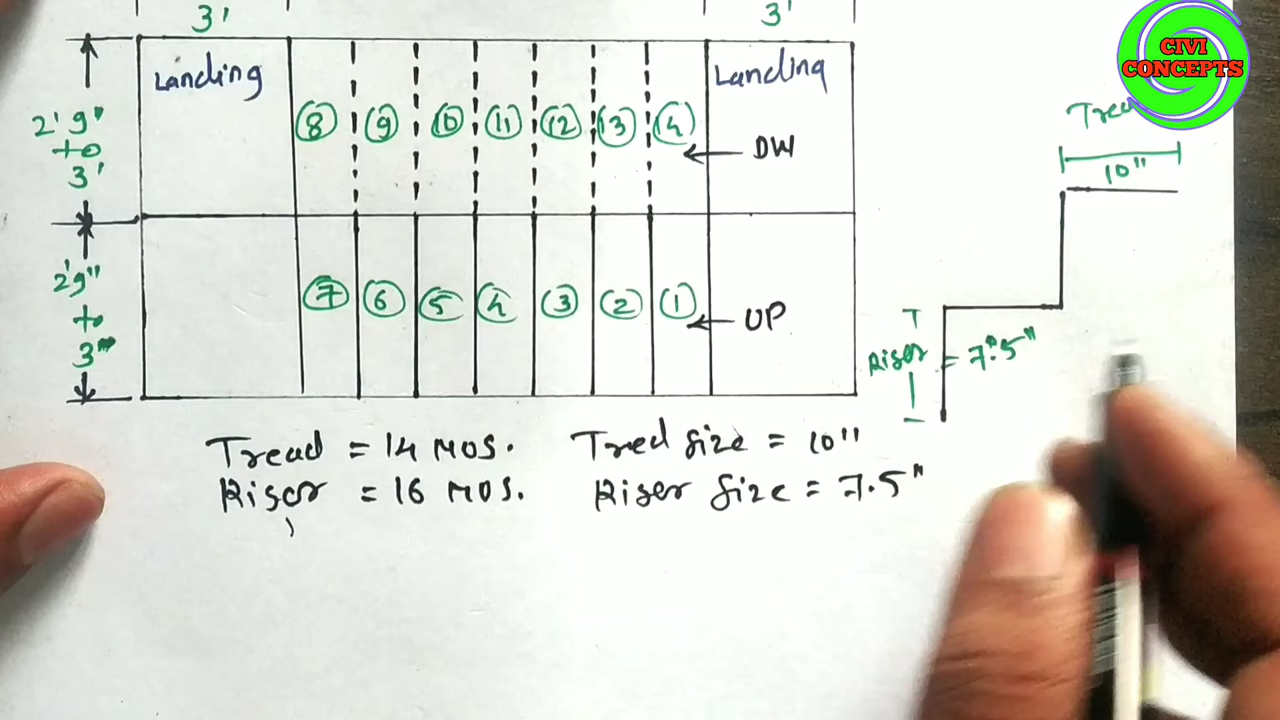 3'
3'
CIVI
CONCEPTS
Landing
Landing
2'9"
to
3'
8
9
10
11
12
13
14
DW
10"
2'9"
to
3"
7
6
5
4
3
2
1
UP
Riser = 7.5"
Tread = 14 NOS. Tred Size = 10"
Riser = 16 NOS. Riser Size = 7.5"